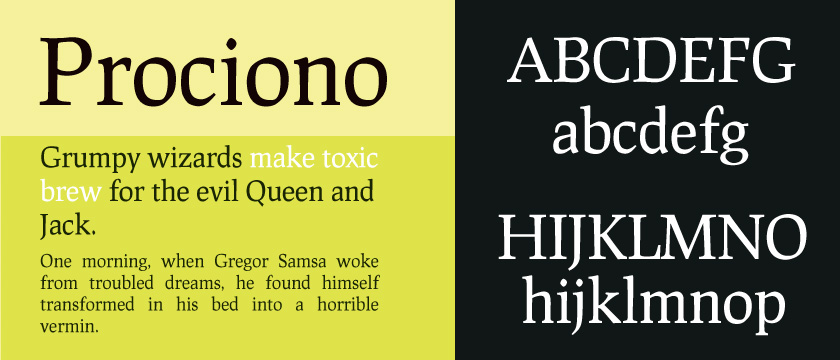 Prociono
Grumpy wizards make toxic
brew for the evil Queen and
Jack.
One morning, when Gregor Samsa woke
from troubled dreams, he found himself
transformed in his bed into a horrible
vermin.
ABCDEFG
abcdefg
HIJKLMNO
hijklmnop